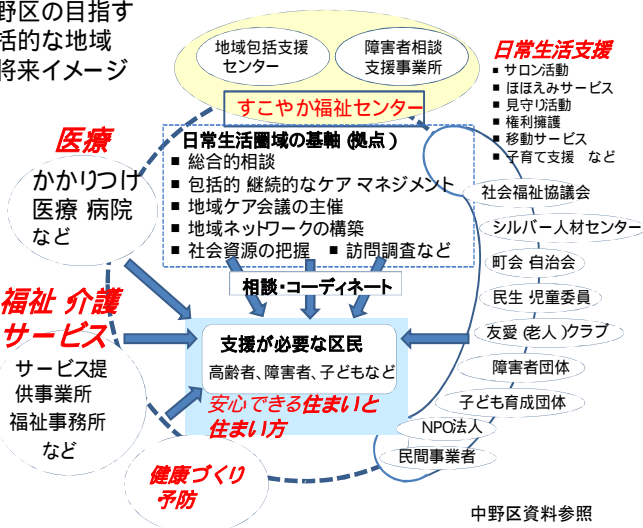 野区の目指す
括的な地域
将来イメージ
地域包括支援
センター
障害者相談
支援事業所
すこやか福祉センター
日常生活圏域の基軸(拠点)
■ 総合的相談
■ 包括的 継続的なケア マネジメント
■ 地域ケア会議の主催
■ 地域ネットワークの構築
■ 社会資源の把握 ■ 訪問調査など
相談・コーディネート
支援が必要な区民
高齢者、障害者、子どもなど
安心できる住まいと
住まい方
医療
かかりつけ
医療 病院
など
福祉 介護
サービス
サービス提
供事業所
福祉事務所
など
健康づくり
予防
日常生活支援
■ サロン活動
■ ほほえみサービス
■ 見守り活動
■ 権利擁護
■ 移動サービス
■ 子育て支援 など
社会福祉協議会
シルバー人材センター
町会 自治会
民生 児童委員
友愛(老人)クラブ
障害者団体
子ども育成団体
NPO法人
民間事業者
中野区資料参照